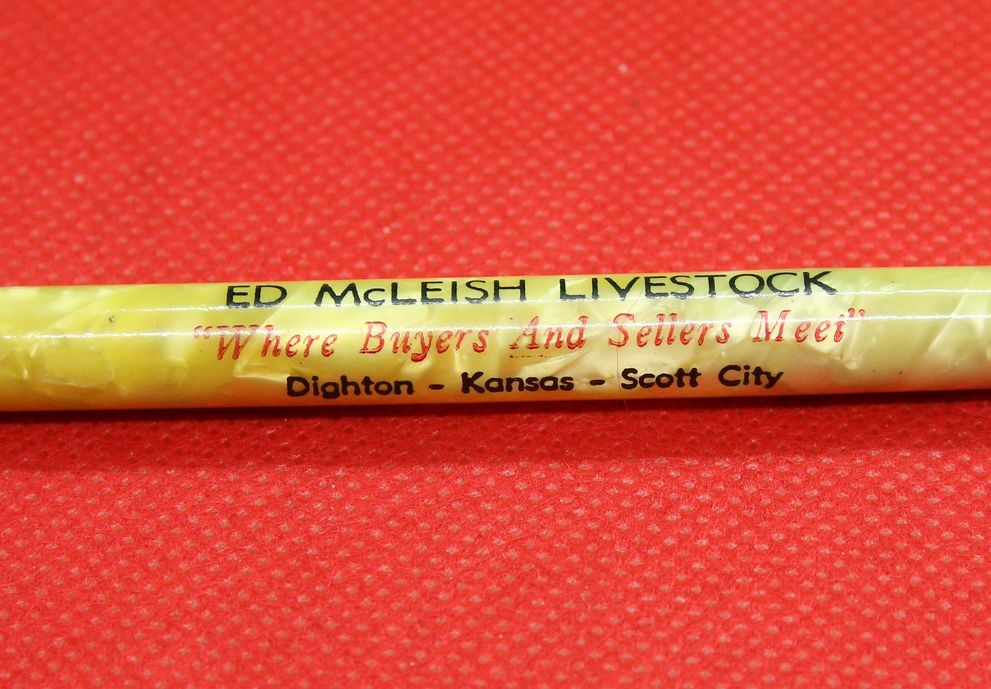 ED McLEISH LIVESTOCK
"Where Buyers And Sellers Meet"
Dighton - Kansas - Scott City